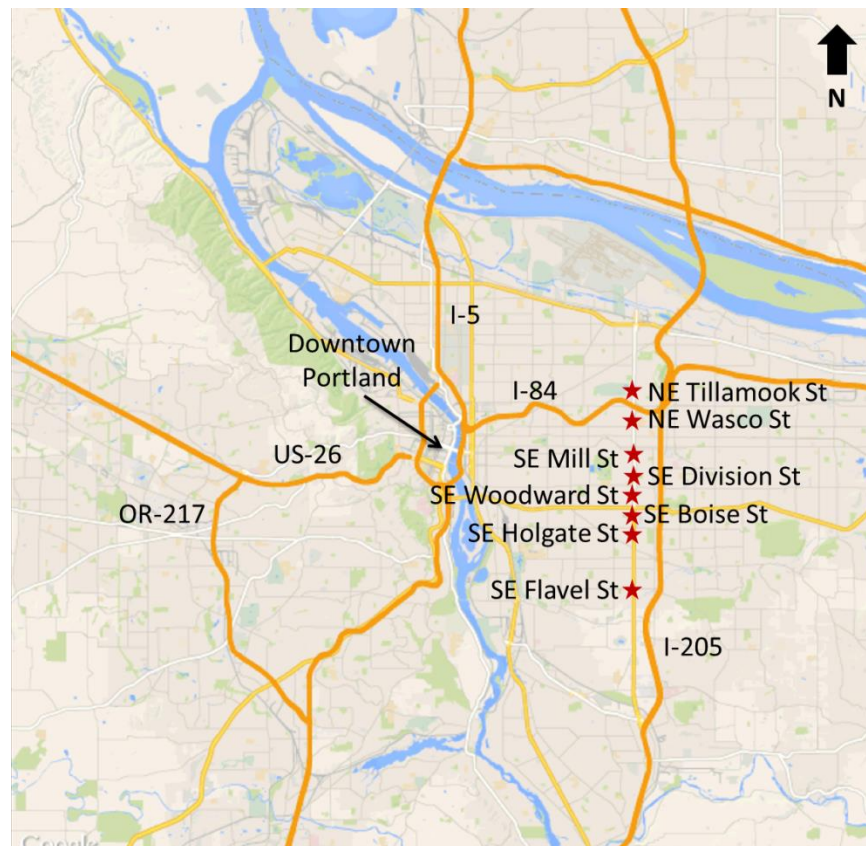 N
I-5
Downtown
Portland
I-84
NE Tillamook St
NE Wasco St
US-26
SE Mill St
SE Division St
SE Woodward St
OR-217
SE Boise St
SE Holgate St
SE Flavel St
I-205
Google